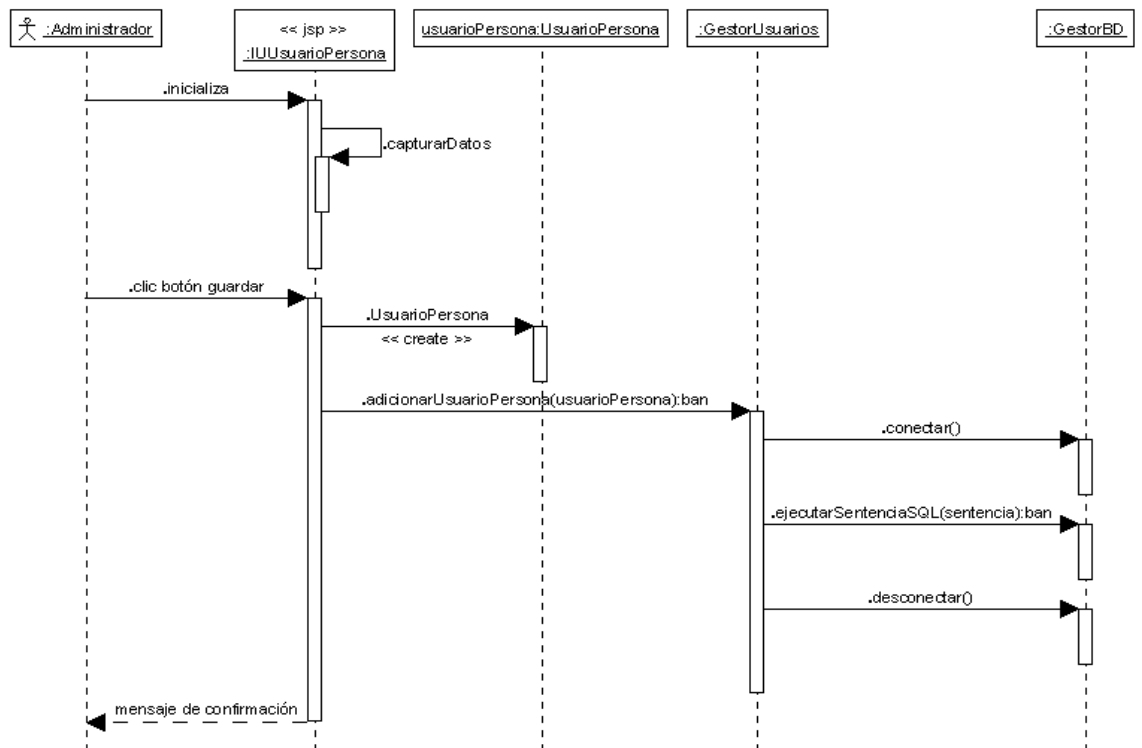 :Administrador
<< jsp >>
:IUUsuarioPersona
usuarioPersona:UsuarioPersona
:GestorUsuarios
:GestorBD
.inicializa
.capturarDatos
.clic botón guardar
.UsuarioPersona
<< create >>
.adicionarUsuarioPersona(usuarioPersona):ban
.conectar()
.ejecutarSentenciaSQL(sentencia):ban
.desconectar()
mensaje de confirmación